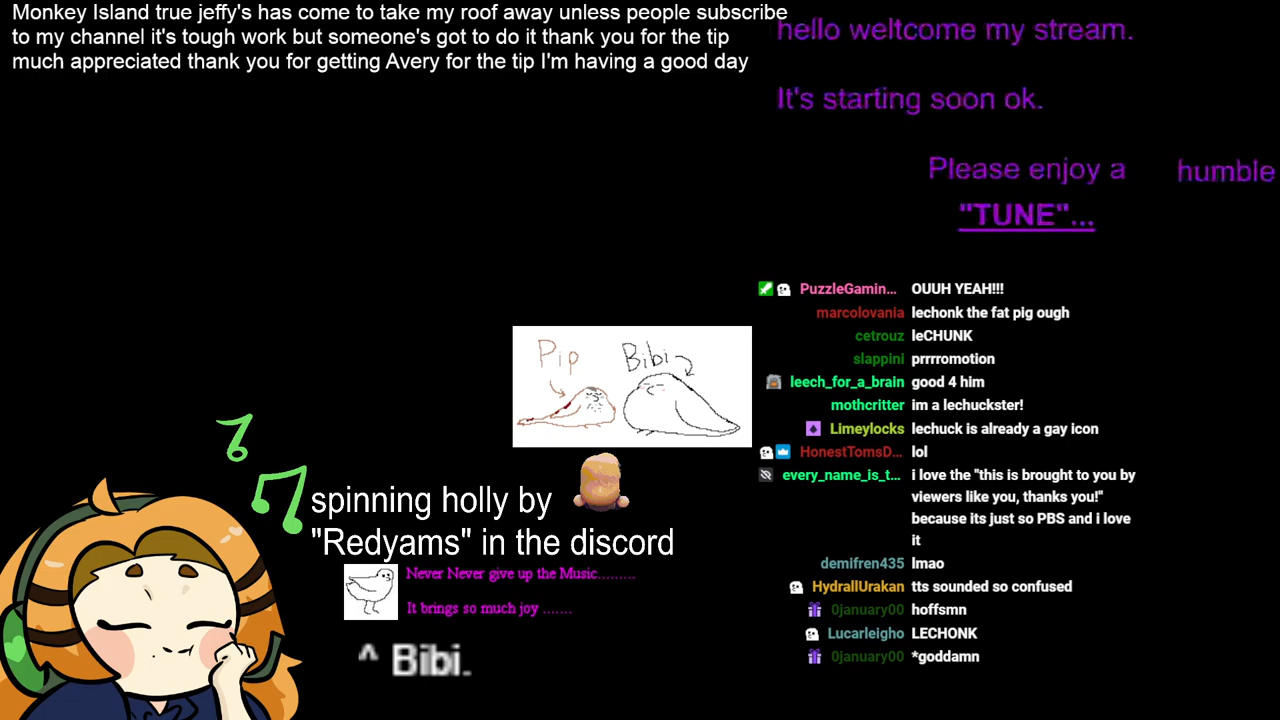 Monkey Island true jeffy's has come to take my roof away unless people subscribe
to my channel it's tough work but someone's got to do it thank you for the tip
much appreciated thank you for getting Avery for the tip I'm having a good day
hello weltcome my stream.
It's starting soon ok.
Please enjoy a humble
"TUNE"...
PuzzleGamin... OUUH YEAH!!!
marcolovania lechonk the fat pig ough
cetrouz leCHUNK
slappini prrrromotion
leech_for_a_brain good 4 him
mothcritter im a lechuckster!
Limeylocks lechuck is already a gay icon
HonestTomsD... lol
every_name_is_t... i love the "this is brought to you by
viewers like you, thanks you!"
because its just so PBS and i love
it
demifren435 lmao
HydrallUrakan tts sounded so confused
0january00 hoffsmn
Lucarleigho LECHONK
0january00 *goddamn
Pip Bibi
spinning holly by
"Redyams" in the discord
Never Never give up the Music.........
It brings so much joy .......
^ Bibi.